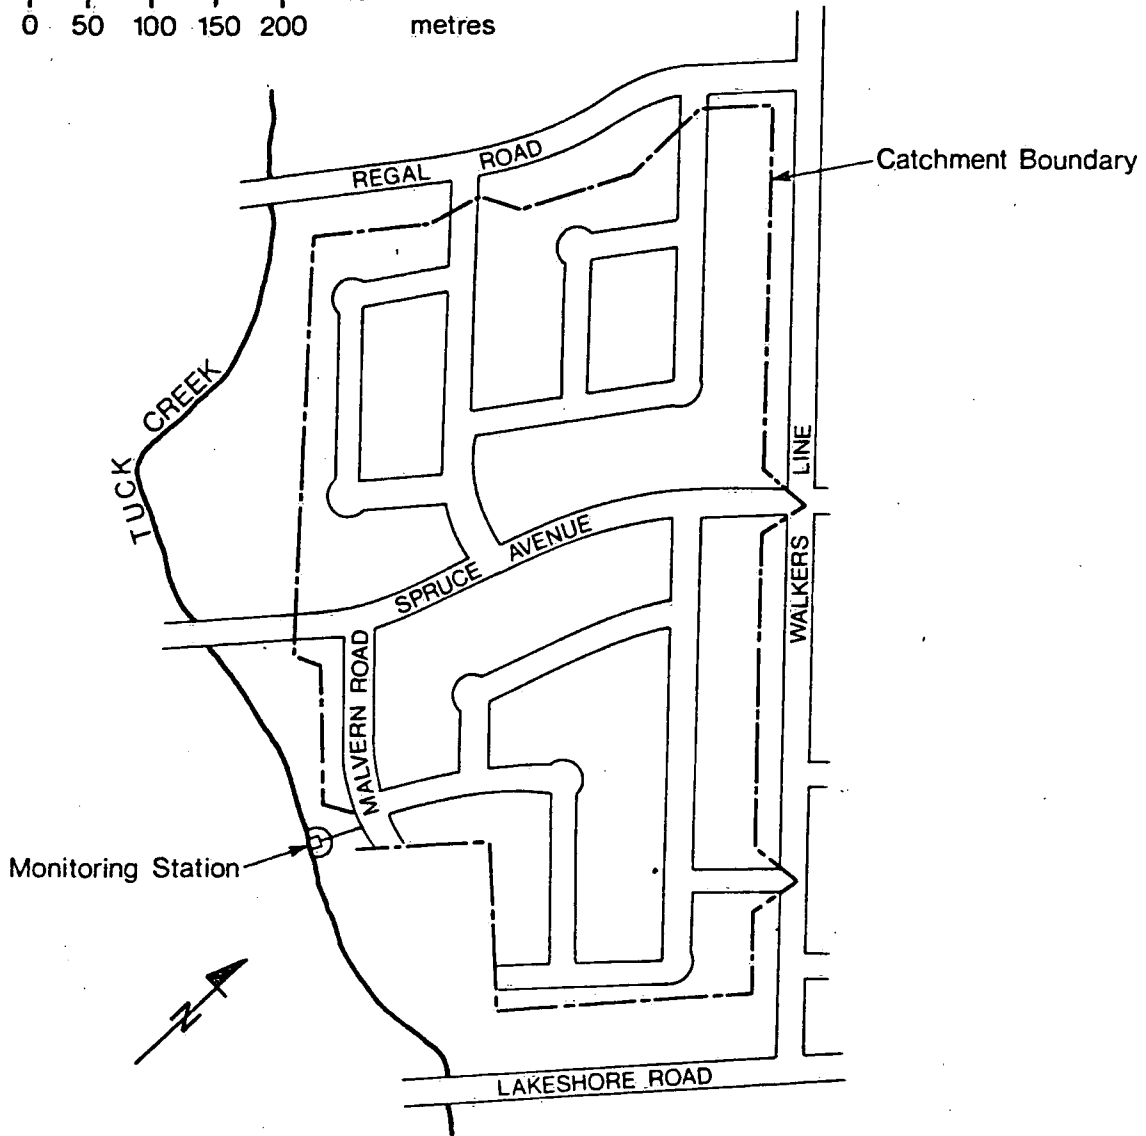 0 50 100 150 200 metres
REGAL ROAD
Catchment Boundary
TUCK CREEK
WALKERS LINE
SPRUCE AVENUE
MALVERN ROAD
Monitoring Station
N
LAKESHORE ROAD